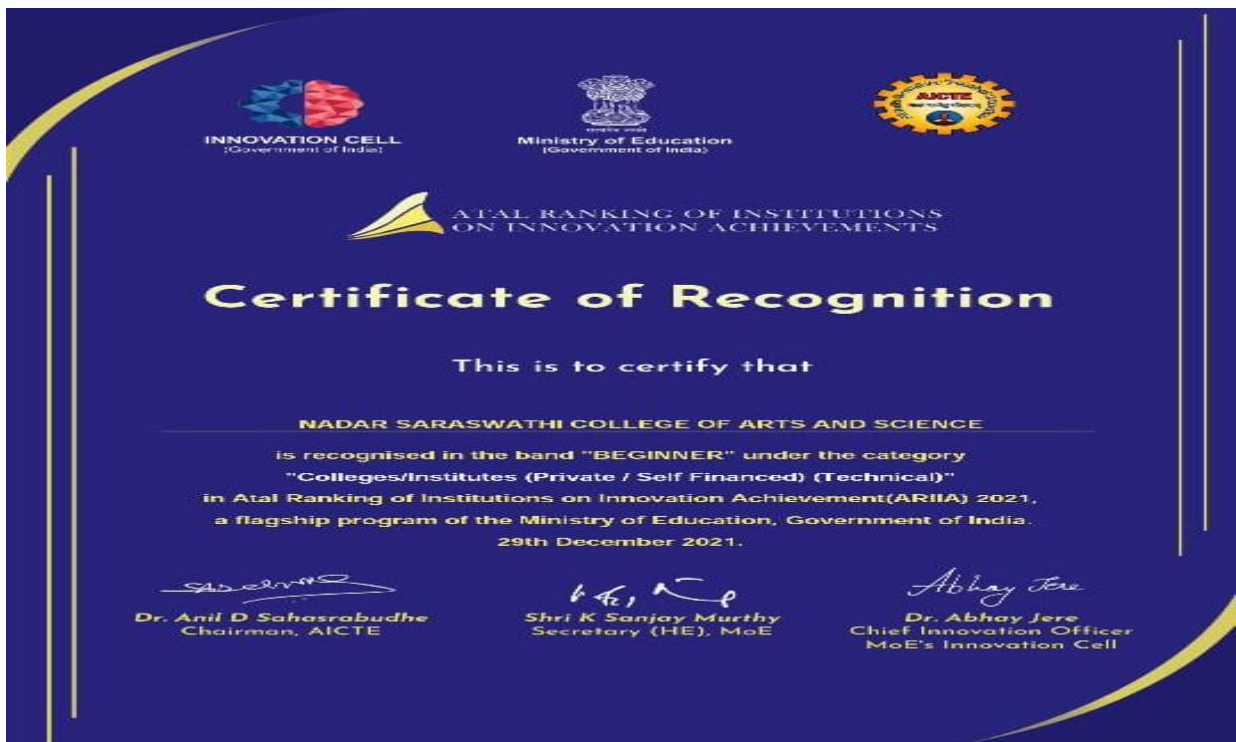 INNOVATION CELL
(Government of India)
Ministry of Education
(Government of India)
AICTE
ATAL RANKING OF INSTITUTIONS
ON INNOVATION ACHIEVEMENTS
Certificate of Recognition
This is to certify that
NADAR SARASWATHI COLLEGE OF ARTS AND SCIENCE
is recognised in the band "BEGINNER" under the category
"Colleges/Institutes (Private / Self Financed) (Technical)"
in Atal Ranking of Institutions on Innovation Achievement(ARIIA) 2021,
a flagship program of the Ministry of Education, Government of India.
29th December 2021.
Abhay Jere
Dr. Anil D Sahasrabudhe
Chairman, AICTE
Shri K Sanjay Murthy
Secretary (HE), MoE
Dr. Abhay Jere
Chief Innovation Officer
MoE's Innovation Cell